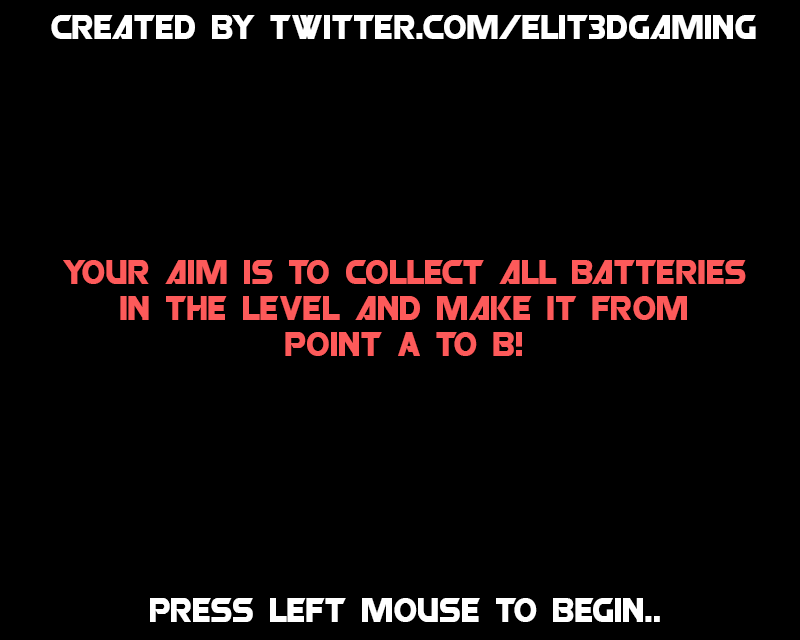 CREATED BY TWITTER.COM/ELIT3DGAMING
YOUR AIM IS TO COLLECT ALL BATTERIES
IN THE LEVEL AND MAKE IT FROM
POINT A TO B!
PRESS LEFT MOUSE TO BEGIN..